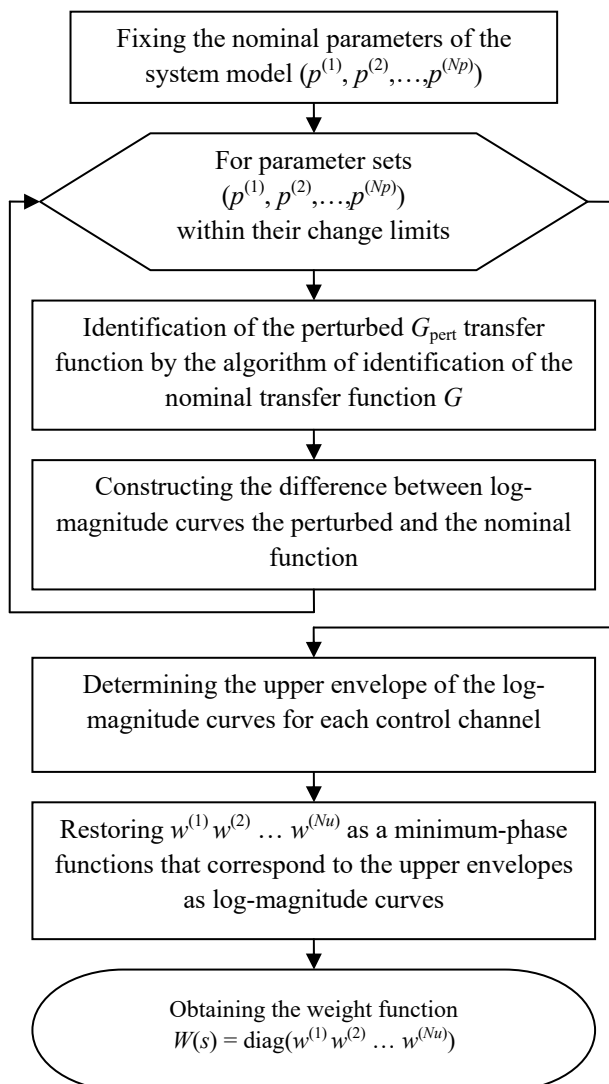 Fixing the nominal parameters of the
system model (p⁽¹⁾, p⁽²⁾,…,p⁽ᴺᵖ⁾)
For parameter sets
(p⁽¹⁾, p⁽²⁾,…,p⁽ᴺᵖ⁾)
within their change limits
Identification of the perturbed Gpert transfer
function by the algorithm of identification of the
nominal transfer function G
Constructing the difference between log-
magnitude curves the perturbed and the nominal
function
Determining the upper envelope of the log-
magnitude curves for each control channel
Restoring w⁽¹⁾ w⁽²⁾ … w⁽ᴺᵘ⁾ as a minimum-phase
functions that correspond to the upper envelopes
as log-magnitude curves
Obtaining the weight function
W(s) = diag(w⁽¹⁾ w⁽²⁾ … w⁽ᴺᵘ⁾)